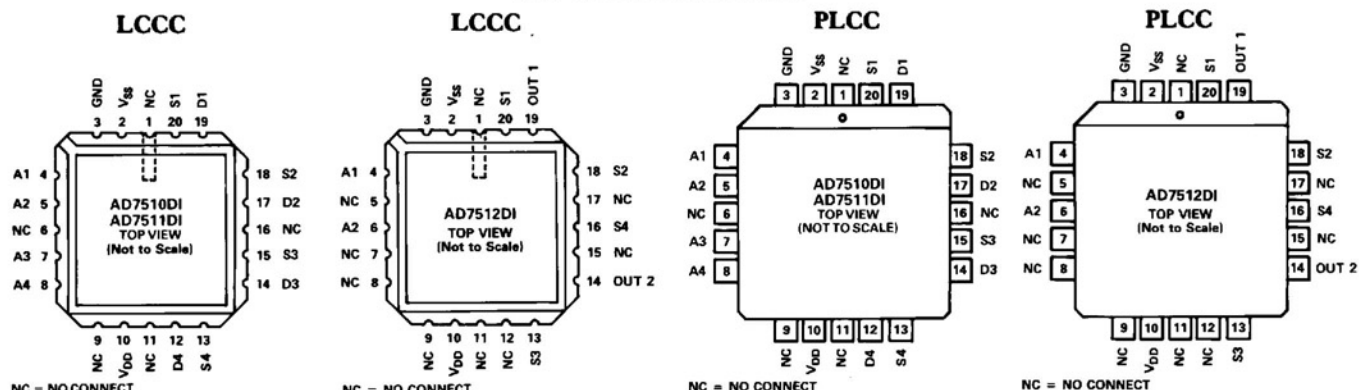 LCCC
GND VSS NC S1 D1
3 2 1 20 19
A1 4
A2 5
NC 6
A3 7
A4 8
AD7510DI
AD7511DI
TOP VIEW
(Not to Scale)
18 S2
17 D2
16 NC
15 S3
14 D3
9 10 11 12 13
NC VDD NC D4 S4
NC = NO CONNECT
LCCC
GND VSS NC S1 OUT 1
3 2 1 20 19
A1 4
NC 5
A2 6
NC 7
NC 8
AD7512DI
TOP VIEW
(Not to Scale)
18 S2
17 NC
16 S4
15 NC
14 OUT 2
9 10 11 12 13
NC VDD NC NC S3
NC = NO CONNECT
PLCC
GND VSS NC S1 D1
3 2 1 20 19
A1 4
A2 5
NC 6
A3 7
A4 8
AD7510DI
AD7511DI
TOP VIEW
(NOT TO SCALE)
18 S2
17 D2
16 NC
15 S3
14 D3
9 10 11 12 13
NC VDD NC D4 S4
NC = NO CONNECT
PLCC
GND VSS NC S1 OUT 1
3 2 1 20 19
A1 4
NC 5
A2 6
NC 7
NC 8
AD7512DI
TOP VIEW
(Not to Scale)
18 S2
17 NC
16 S4
15 NC
14 OUT 2
9 10 11 12 13
NC VDD NC NC S3
NC = NO CONNECT